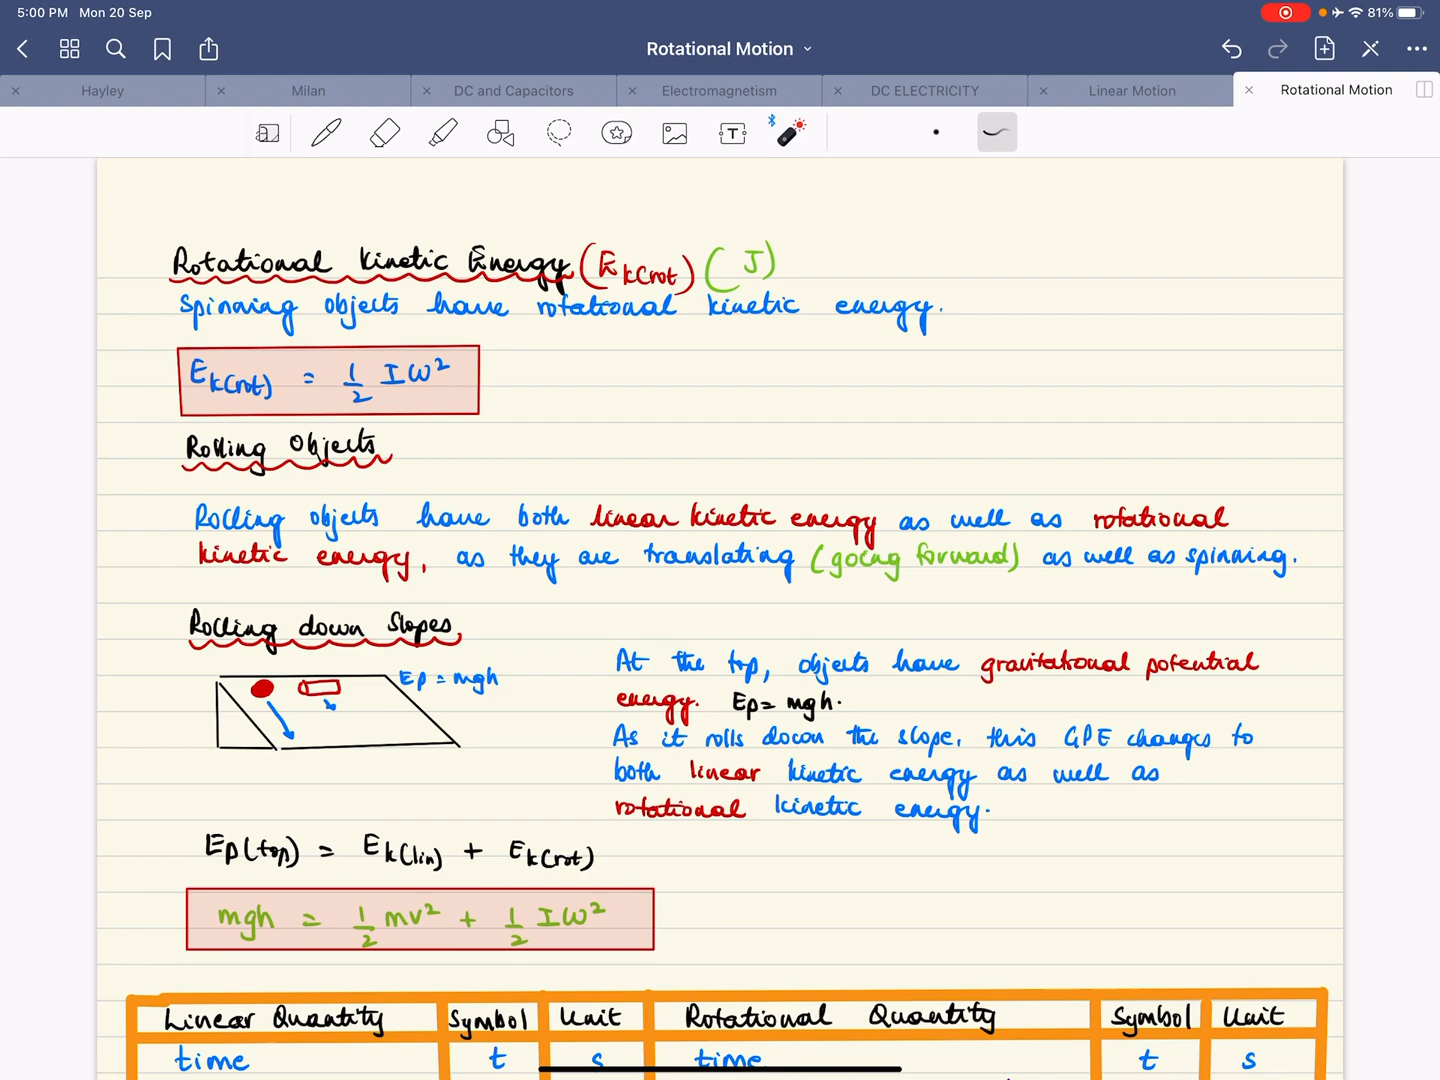 5:00 PM Mon 20 Sep
81%
Rotational Motion
Hayley
Milan
DC and Capacitors
Electromagnetism
DC ELECTRICITY
Linear Motion
Rotational Motion
Rotational Kinetic Energy (Ek(rot)) (J)
Spinning objects have rotational kinetic energy.
Ek(rot) = 1/2 Iω²
Rolling Objects
Rolling objects have both linear kinetic energy as well as rotational
kinetic energy, as they are translating (going forward) as well as spinning.
Rolling down Slopes,
Ep = mgh
At the top, objects have gravitational potential
energy. Ep = mgh.
As it rolls down the slope, this GPE changes to
both linear kinetic energy as well as
rotational kinetic energy.
Ep(top) = Ek(lin) + Ek(rot)
mgh = 1/2 mv² + 1/2 Iω²
Linear Quantity Symbol Unit Rotational Quantity Symbol Unit
time t s time t s